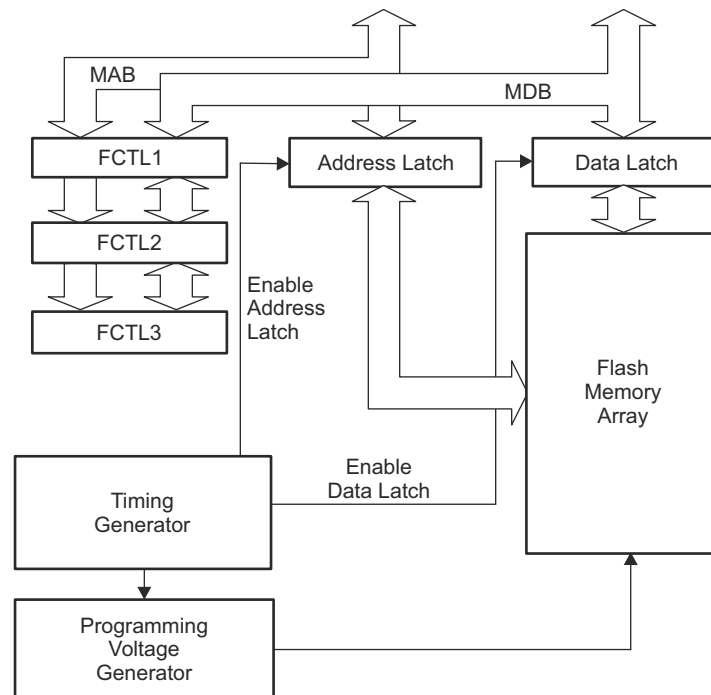 MAB
MDB
FCTL1
Address Latch
Data Latch
FCTL2
Enable
Address
Latch
FCTL3
Flash
Memory
Array
Enable
Data Latch
Timing
Generator
Programming
Voltage
Generator